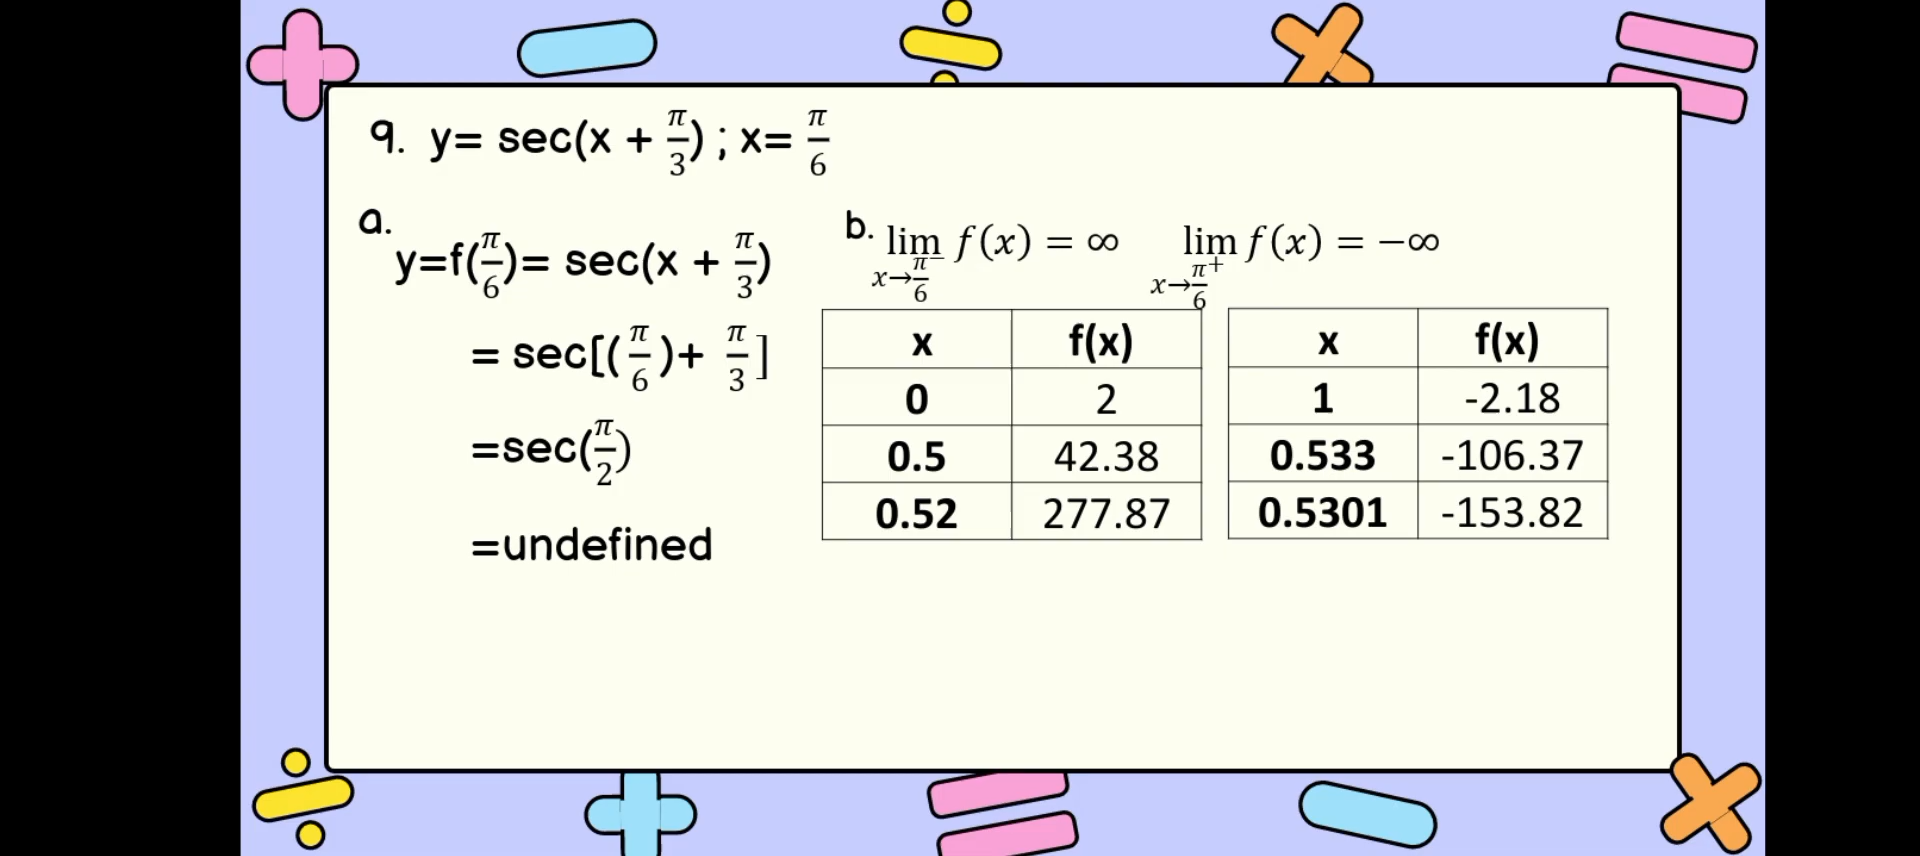 9. y= sec(x + π/3) ; x= π/6
a.
y=f(π/6)= sec(x + π/3)
= sec[(π/6)+ π/3]
=sec(π/2)
=undefined
b. lim x→π/6⁻ f(x) = ∞
lim x→π/6⁺ f(x) = −∞
x f(x)
0 2
0.5 42.38
0.52 277.87
x f(x)
1 -2.18
0.533 -106.37
0.5301 -153.82